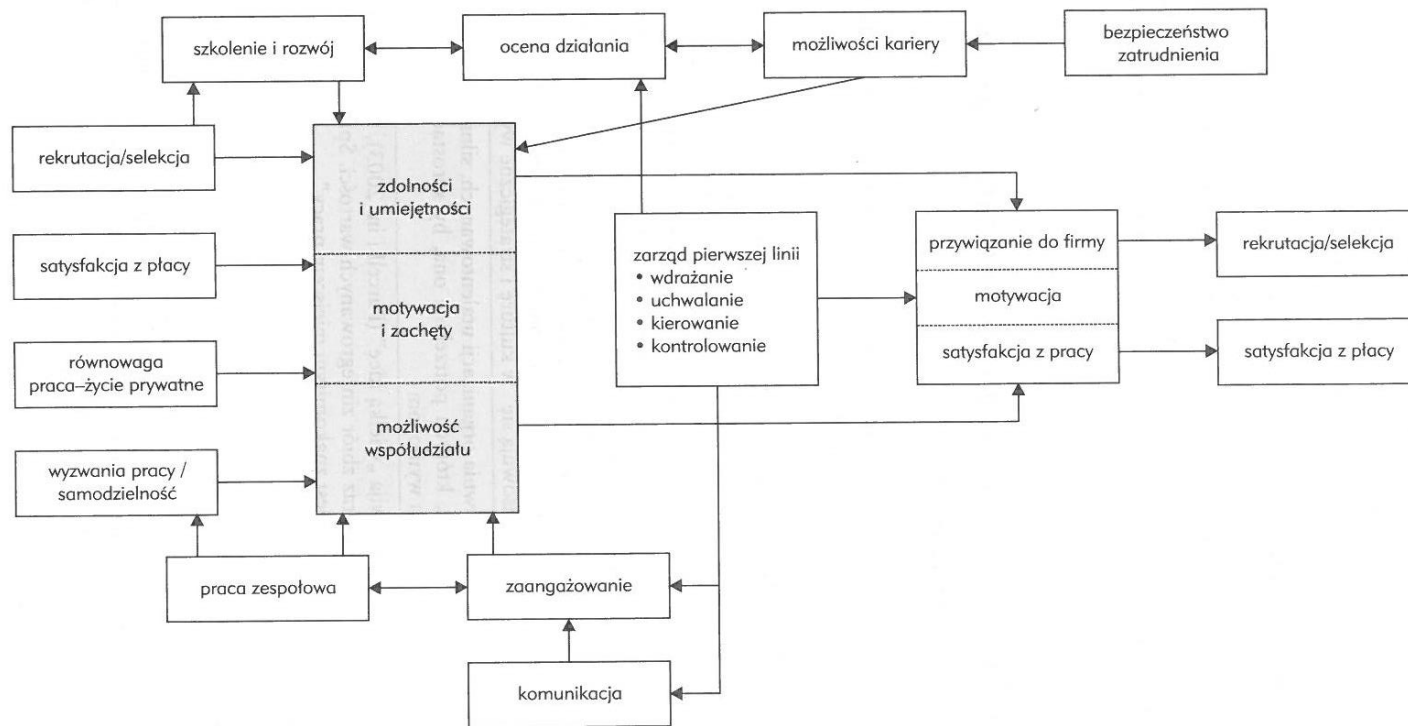 szkolenie i rozwój
ocena działania
możliwości kariery
bezpieczeństwo
zatrudnienia
rekrutacja/selekcja
zdolności
i umiejętności
satysfakcja z płacy
motywacja
i zachęty
równowaga
praca–życie prywatne
możliwość
współudziału
wyzwania pracy /
samodzielność
zarząd pierwszej linii
• wdrażanie
• uchwalanie
• kierowanie
• kontrolowanie
przywiązanie do firmy
motywacja
satysfakcja z pracy
rekrutacja/selekcja
satysfakcja z płacy
praca zespołowa
zaangażowanie
komunikacja